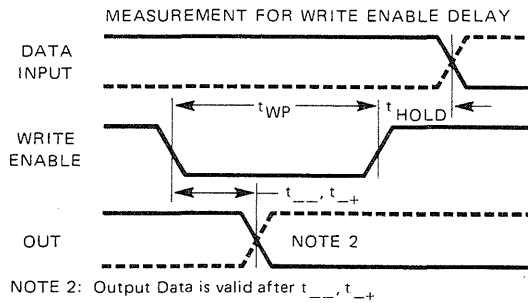 MEASUREMENT FOR WRITE ENABLE DELAY
DATA
INPUT
tWP
tHOLD
WRITE
ENABLE
t__, t_+
OUT
NOTE 2
NOTE 2: Output Data is valid after t__, t_+